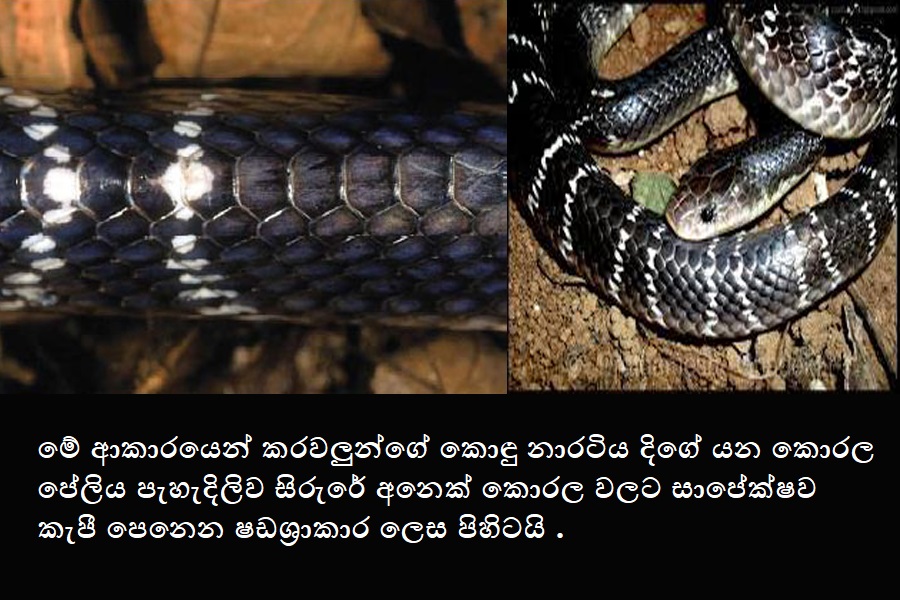 මේ ආකාරයෙන් කරවලුන්ගේ කොඳු නාරටිය දිගේ යන කොරල
පේලිය පැහැදිලිව සිරුරේ අනෙක් කොරල වලට සාපේක්ෂව
කැපී පෙනෙන ෂඩශ්‍රාකාර ලෙස පිහිටයි .